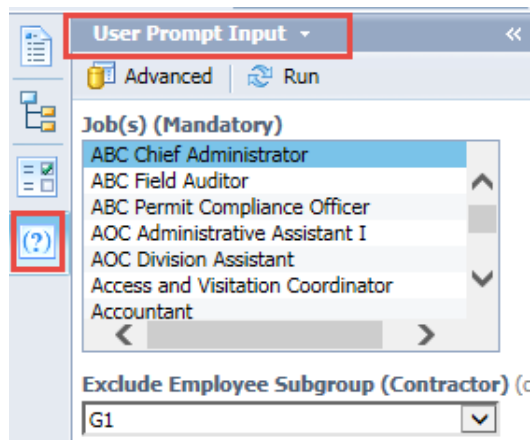 User Prompt Input
Advanced Run
Job(s) (Mandatory)
ABC Chief Administrator
ABC Field Auditor
ABC Permit Compliance Officer
AOC Administrative Assistant I
AOC Division Assistant
Access and Visitation Coordinator
Accountant
(?)
Exclude Employee Subgroup (Contractor) (
G1